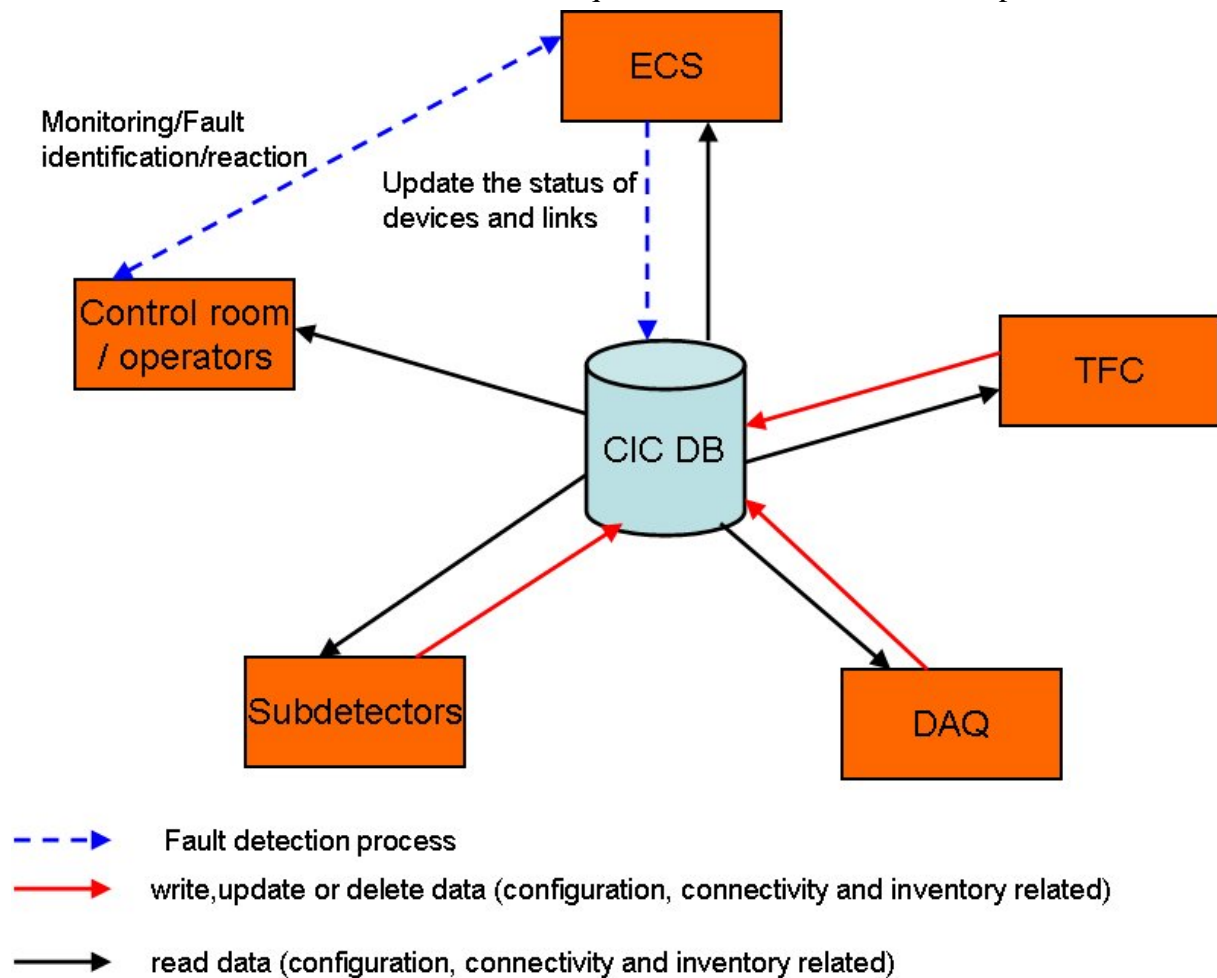 ECS
Monitoring/Fault
identification/reaction
Update the status of
devices and links
Control room
/ operators
TFC
CIC DB
Subdetectors
DAQ
Fault detection process
write,update or delete data (configuration, connectivity and inventory related)
read data (configuration, connectivity and inventory related)